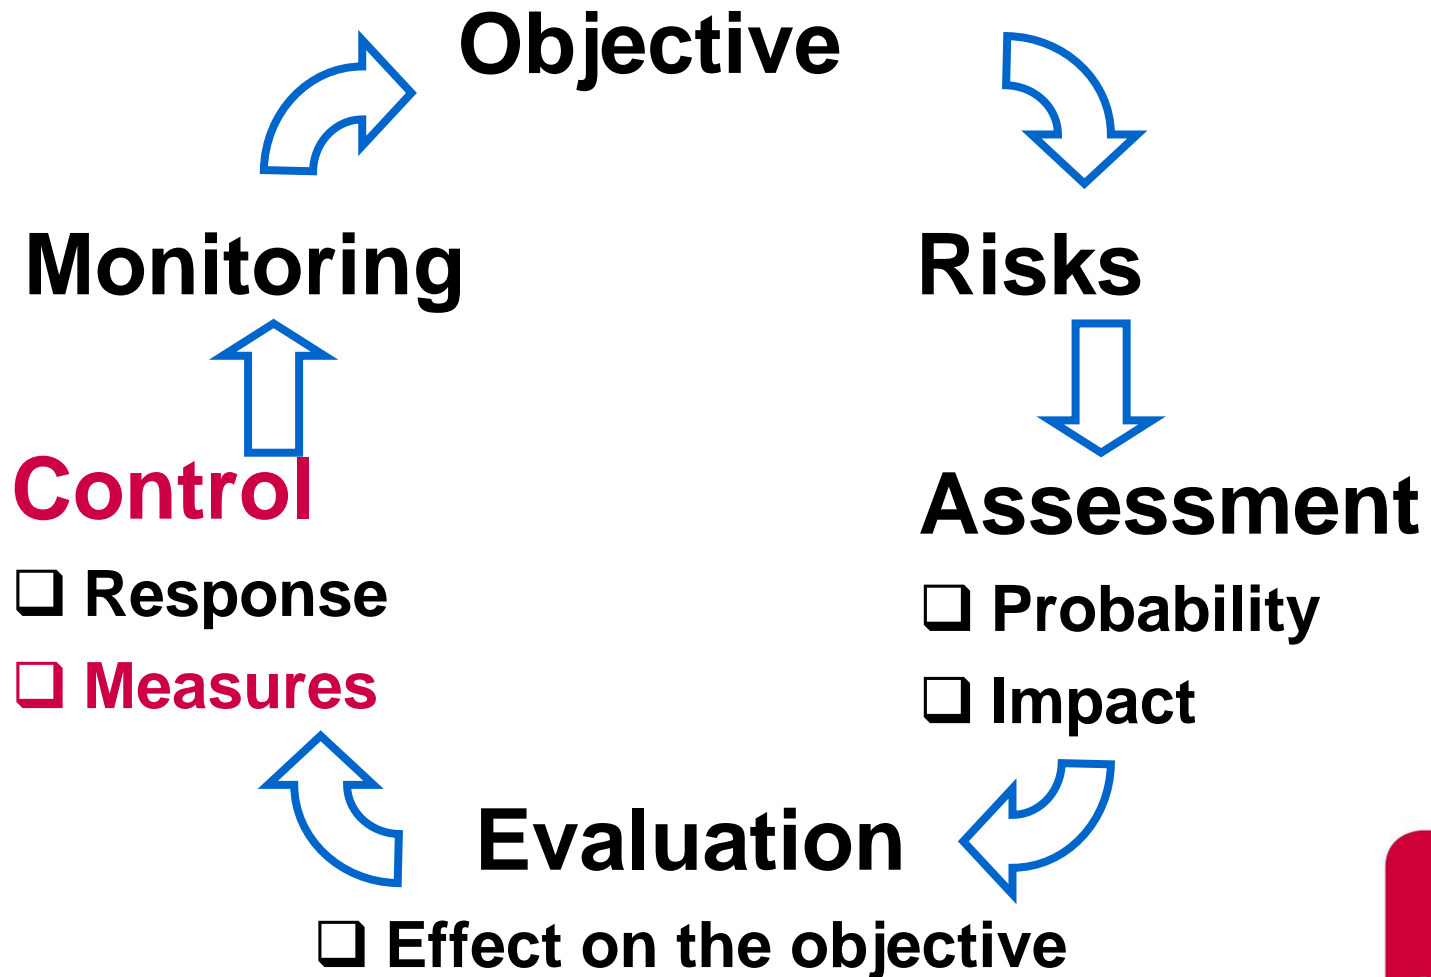 Objective
Monitoring
Risks
Control
❑ Response
❑ Measures
Assessment
❑ Probability
❑ Impact
Evaluation
❑ Effect on the objective